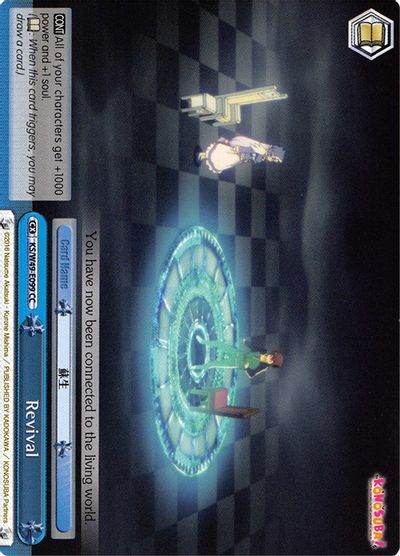 KONOSUBA!
You have now been connected to the living world.
CONT All of your characters get +1000
power and +1 soul.
(: When this card triggers, you may
draw a card.)
Card Name
蘇生
CX KS/W49-E099 CC
Revival
©2016 Natsume Akatsuki・Kurone Mishima／PUBLISHED BY KADOKAWA／KONOSUBA Partners